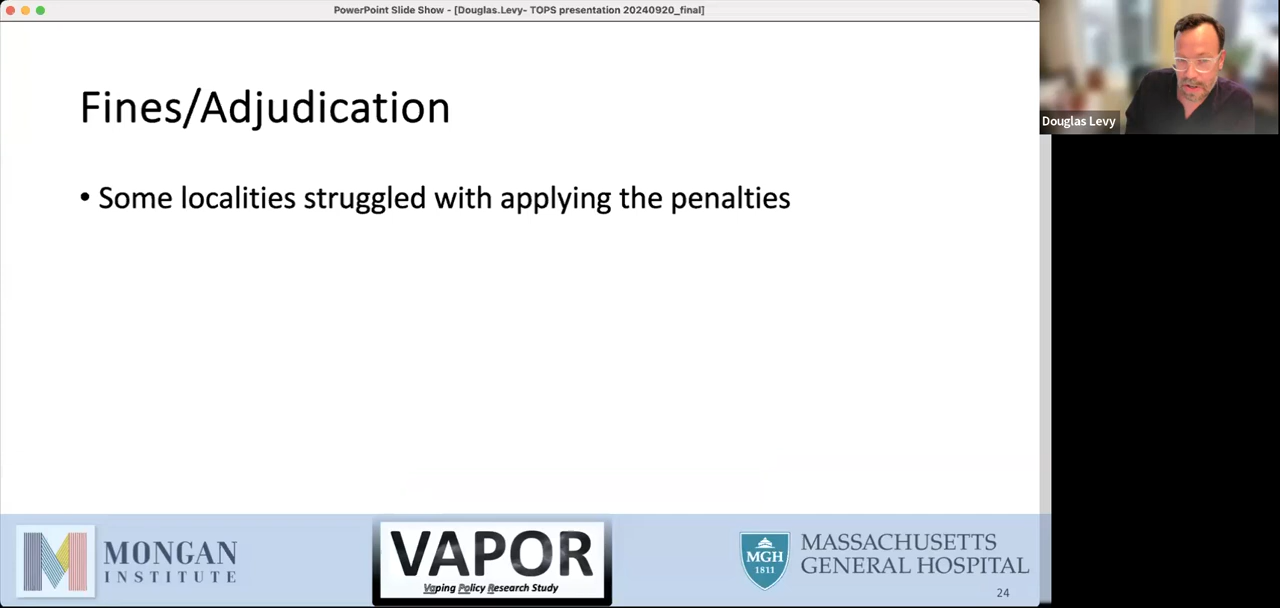 PowerPoint Slide Show - [Douglas.Levy- TOPS presentation 20240920_final]
Fines/Adjudication
• Some localities struggled with applying the penalties
Douglas Levy
MONGAN
INSTITUTE
VAPOR
Vaping Policy Research Study
MGH
1811
MASSACHUSETTS
GENERAL HOSPITAL
24